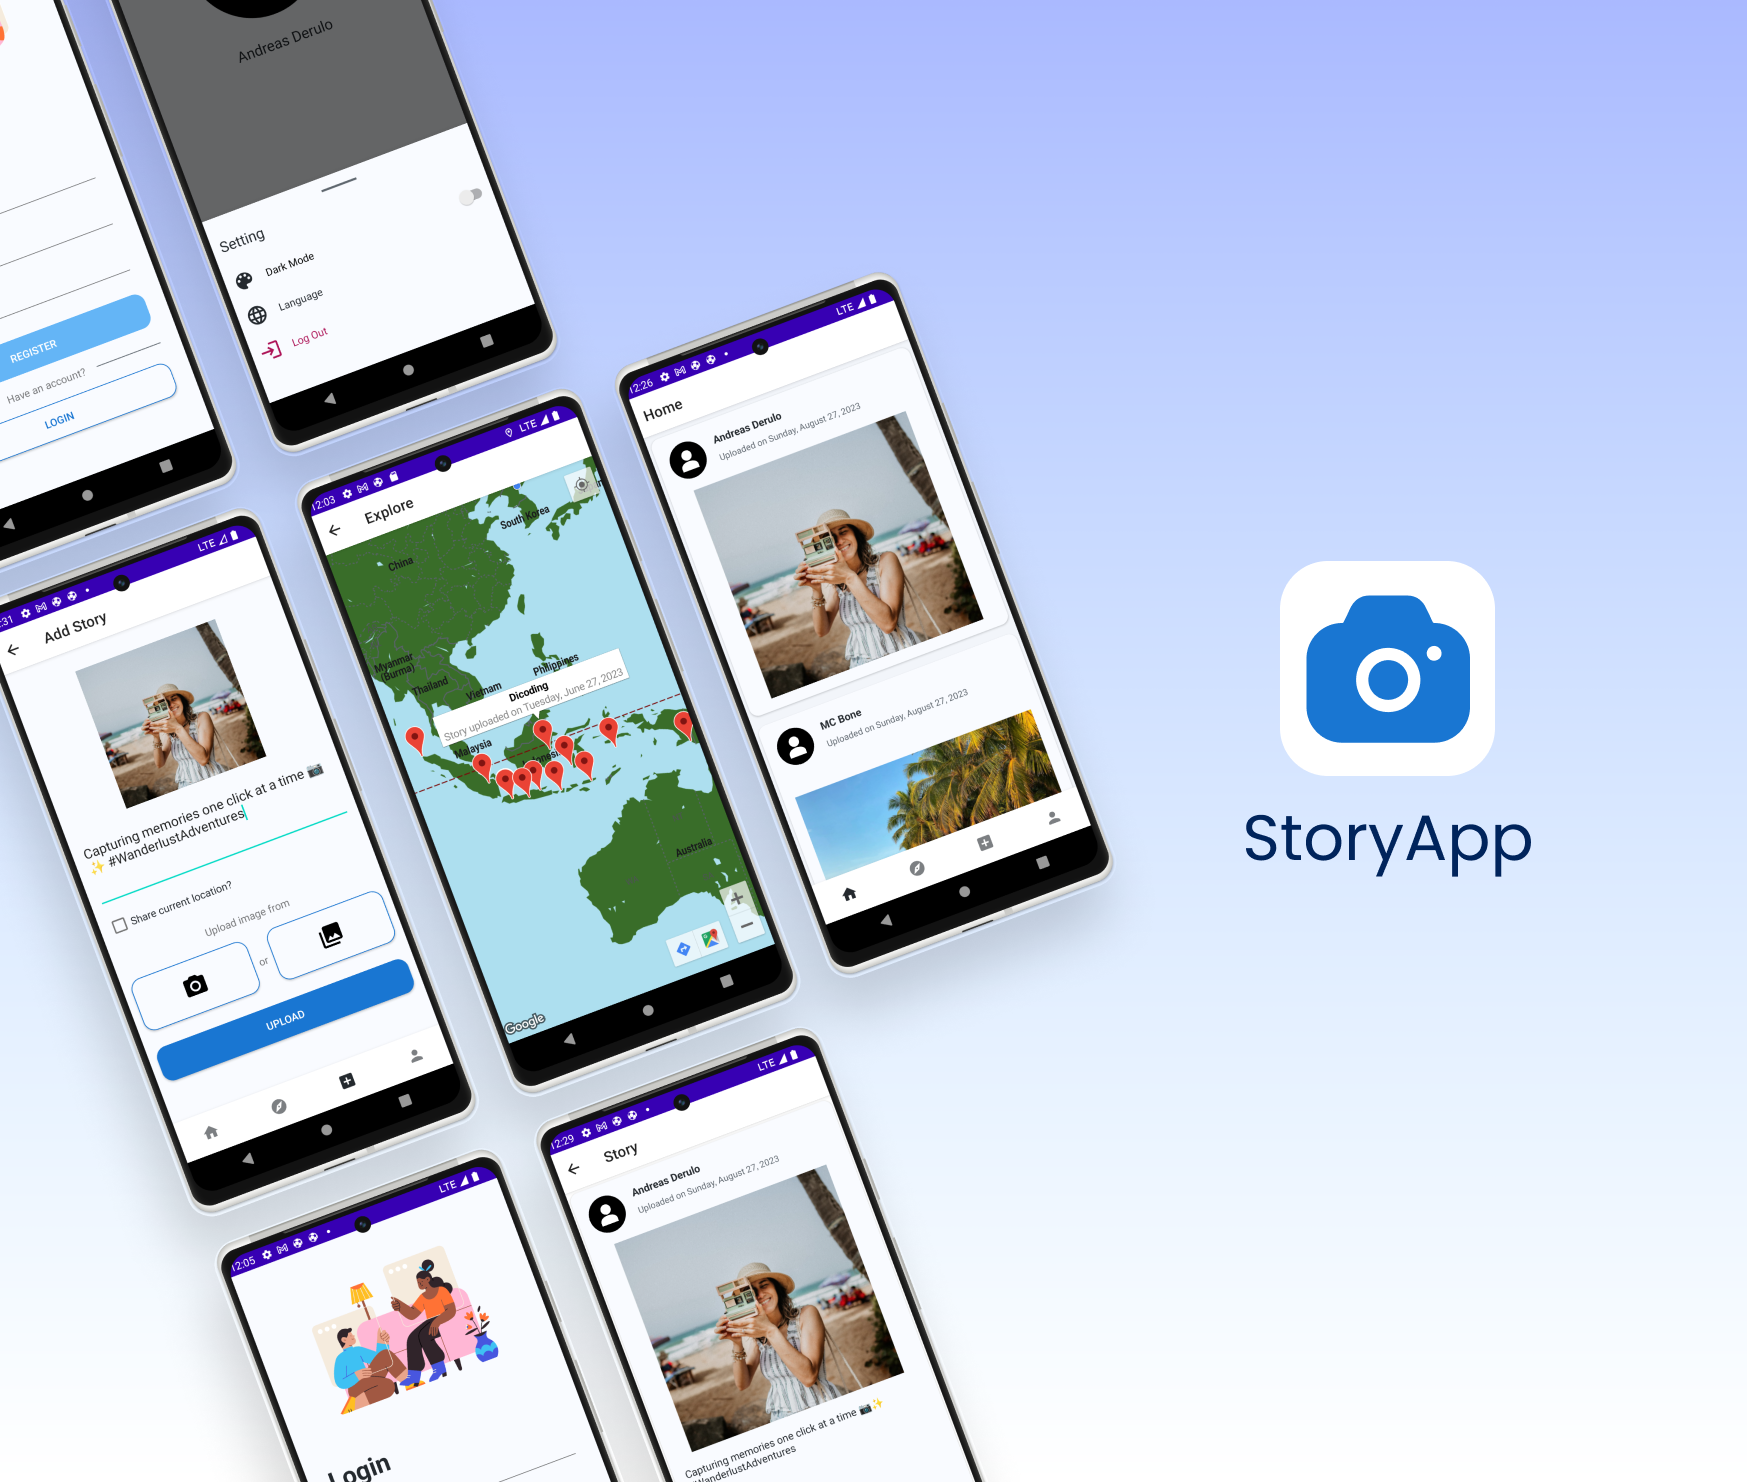 REGISTER
Have an account?
LOGIN
Andreas Derulo
Setting
Dark Mode
Language
Log Out
:31
LTE
Add Story
Capturing memories one click at a time 📷
✨ #WanderlustAdventures
Share current location?
Upload image from
or
UPLOAD
12:03
LTE
Explore
South Korea
China
Myanmar
(Burma)
Thailand
Vietnam
Philippines
Dicoding
Story uploaded on Tuesday, June 27, 2023
Malaysia
Indonesia
Australia
Google
12:26
LTE
Home
Andreas Derulo
Uploaded on Sunday, August 27, 2023
MC Bone
Uploaded on Sunday, August 27, 2023
12:05
LTE
Login
12:29
LTE
Story
Andreas Derulo
Uploaded on Sunday, August 27, 2023
Capturing memories one click at a time 📷✨
#WanderlustAdventures
StoryApp